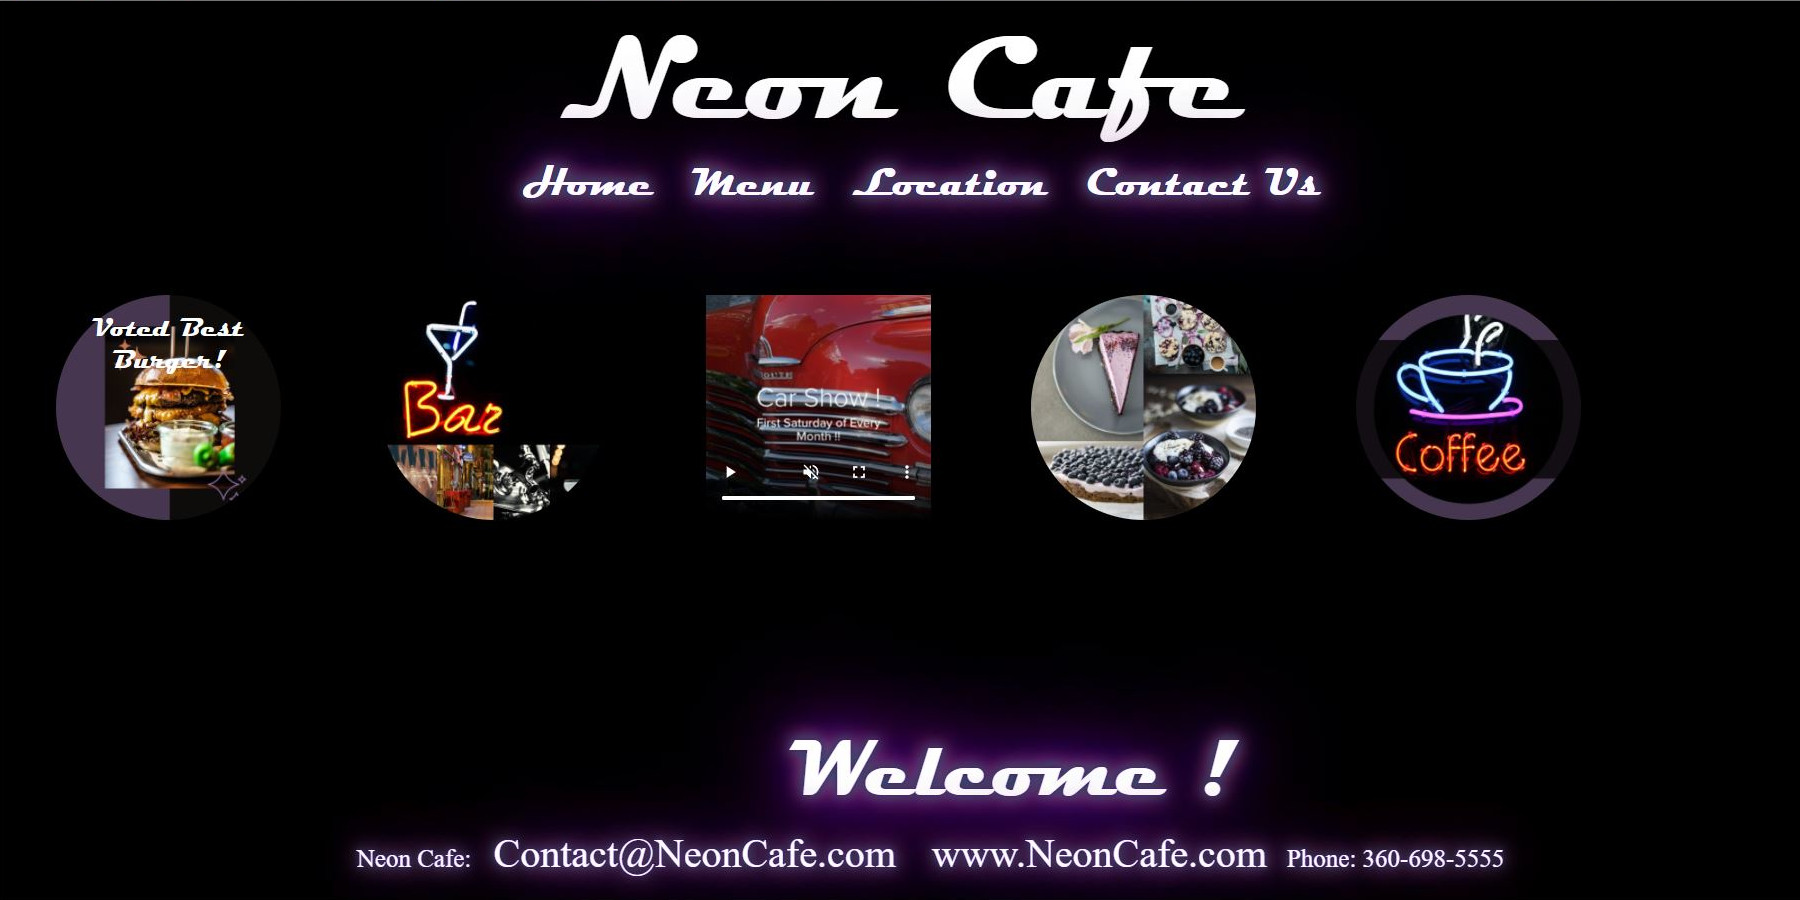 Neon Cafe
Home Menu Location Contact Us
Voted Best
Burger!
Bar
Car Show !
First Saturday of Every
Month !!
Coffee
Welcome !
Neon Cafe: Contact@NeonCafe.com www.NeonCafe.com Phone: 360-698-5555